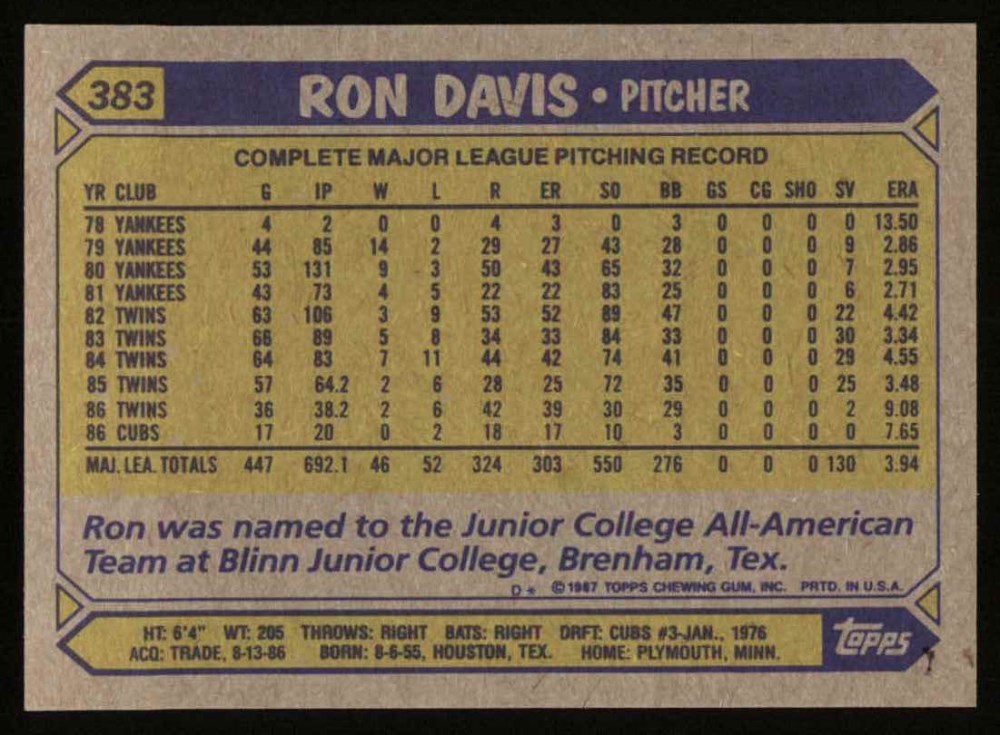 383 RON DAVIS • PITCHER
COMPLETE MAJOR LEAGUE PITCHING RECORD
YR CLUB G IP W L R ER SO BB GS CG SHO SV ERA
78 YANKEES 4 2 0 0 4 3 0 3 0 0 0 0 13.50
79 YANKEES 44 85 14 2 29 27 43 28 0 0 0 9 2.86
80 YANKEES 53 131 9 3 50 43 65 32 0 0 0 7 2.95
81 YANKEES 43 73 4 5 22 22 83 25 0 0 0 6 2.71
82 TWINS 63 106 3 9 53 52 89 47 0 0 0 22 4.42
83 TWINS 66 89 5 8 34 33 84 33 0 0 0 30 3.34
84 TWINS 64 83 7 11 44 42 74 41 0 0 0 29 4.55
85 TWINS 57 64.2 2 6 28 25 72 35 0 0 0 25 3.48
86 TWINS 36 38.2 2 6 42 39 30 29 0 0 0 2 9.08
86 CUBS 17 20 0 2 18 17 10 3 0 0 0 0 7.65
MAJ. LEA. TOTALS 447 692.1 46 52 324 303 550 276 0 0 0 130 3.94
Ron was named to the Junior College All-American
Team at Blinn Junior College, Brenham, Tex.
D* ©1987 TOPPS CHEWING GUM, INC. PRTD. IN U.S.A.
HT: 6'4" WT: 205 THROWS: RIGHT BATS: RIGHT DRFT: CUBS #3-JAN., 1976
ACQ: TRADE, 8-13-86 BORN: 8-6-55, HOUSTON, TEX. HOME: PLYMOUTH, MINN.
topps